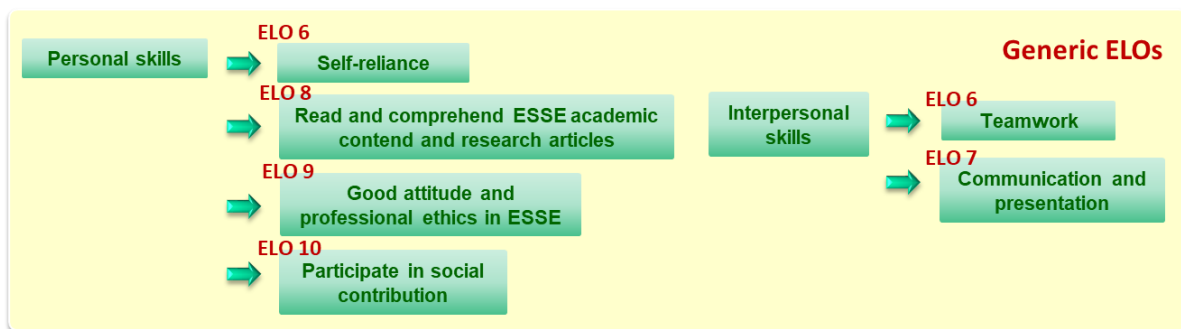 Generic ELOs
Personal skills
ELO 6
Self-reliance
ELO 8
Read and comprehend ESSE academic
contend and research articles
ELO 9
Good attitude and
professional ethics in ESSE
ELO 10
Participate in social
contribution
Interpersonal
skills
ELO 6
Teamwork
ELO 7
Communication and
presentation